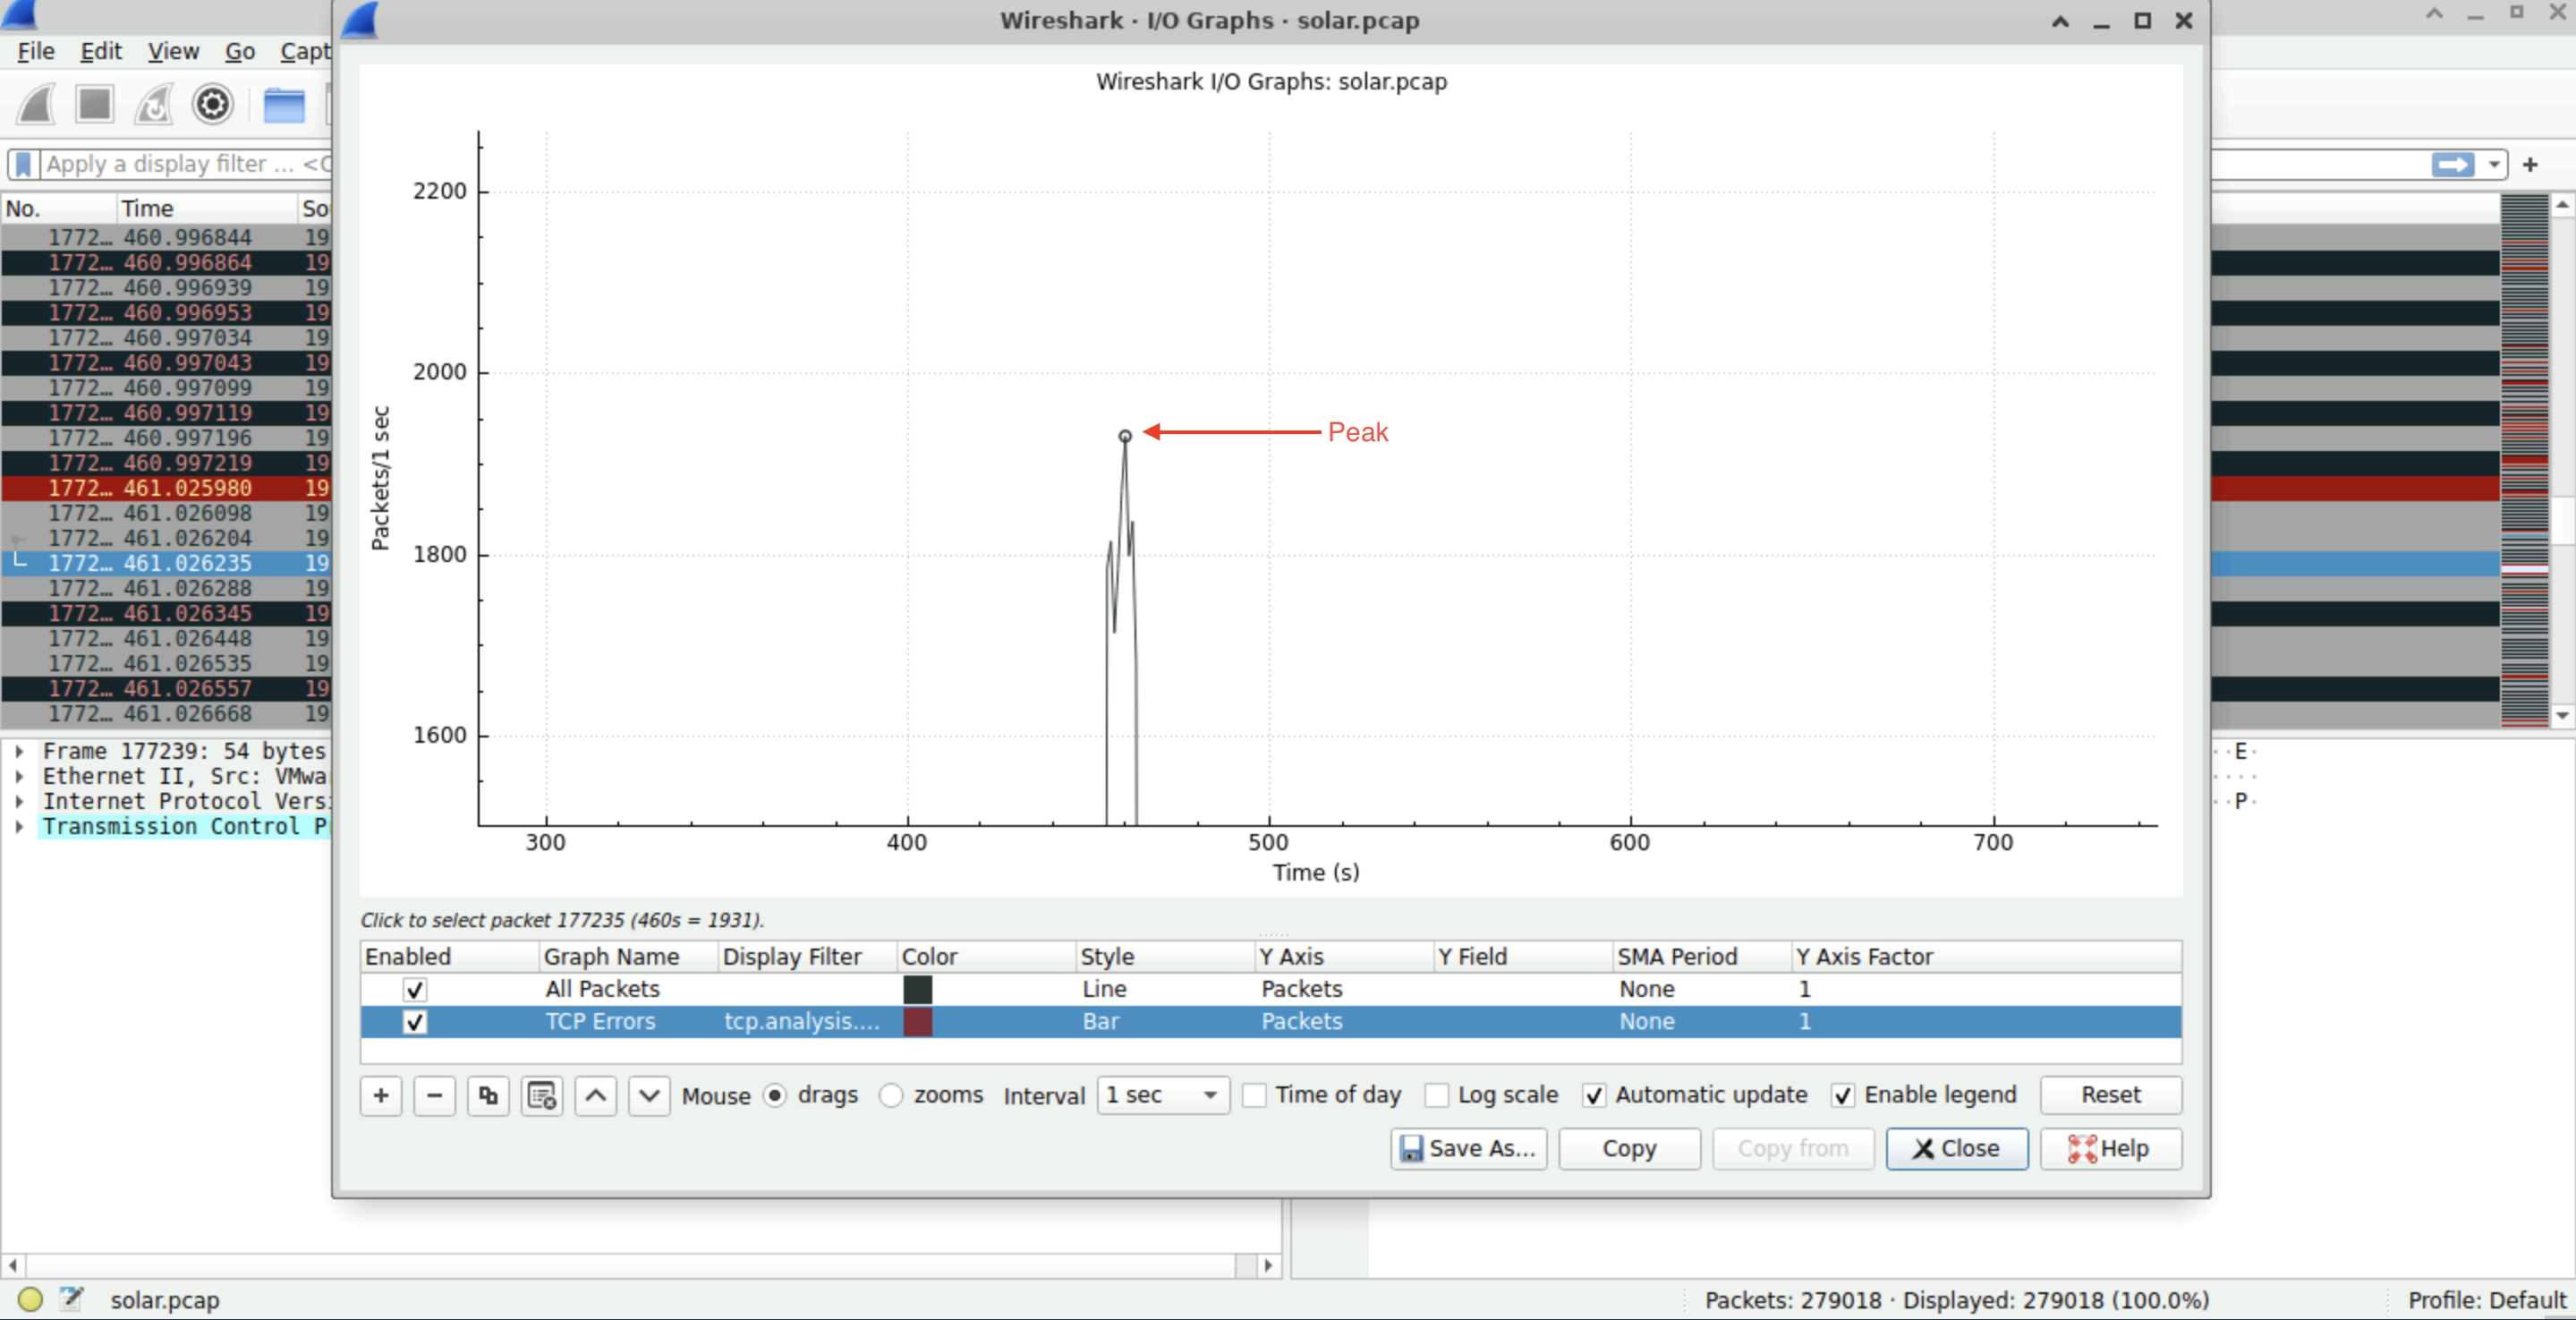 Wireshark · I/O Graphs · solar.pcap
File Edit View Go Capt
Apply a display filter ... <C
No. Time So
1772... 460.996844 19
1772... 460.996864 19
1772... 460.996939 19
1772... 460.996953 19
1772... 460.997034 19
1772... 460.997043 19
1772... 460.997099 19
1772... 460.997119 19
1772... 460.997196 19
1772... 460.997219 19
1772... 461.025980 19
1772... 461.026098 19
1772... 461.026204 19
1772... 461.026235 19
1772... 461.026288 19
1772... 461.026345 19
1772... 461.026448 19
1772... 461.026535 19
1772... 461.026557 19
1772... 461.026668 19
Frame 177239: 54 bytes
Ethernet II, Src: VMwa
Internet Protocol Vers
Transmission Control P
··E·
····
··P·
Wireshark I/O Graphs: solar.pcap
Packets/1 sec
2200
2000
1800
1600
Peak
300 400 500 600 700
Time (s)
Click to select packet 177235 (460s = 1931).
Enabled Graph Name Display Filter Color Style Y Axis Y Field SMA Period Y Axis Factor
All Packets Line Packets None 1
TCP Errors tcp.analysis.... Bar Packets None 1
Mouse drags zooms Interval 1 sec Time of day Log scale Automatic update Enable legend Reset
Save As... Copy Copy from Close Help
solar.pcap Packets: 279018 · Displayed: 279018 (100.0%) Profile: Default